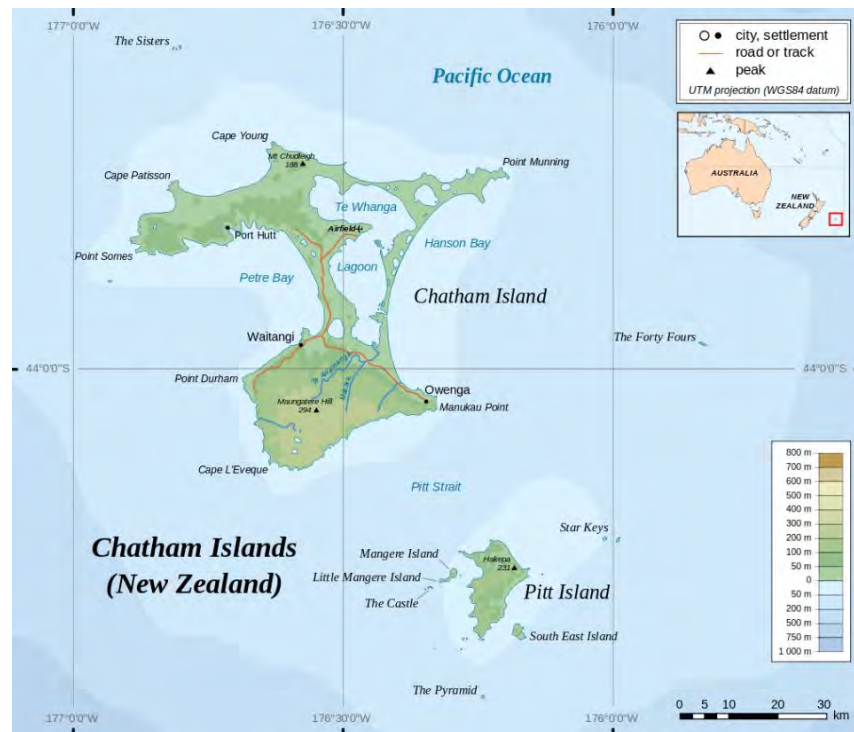 177°0'0"W
176°30'0"W
176°0'0"W
The Sisters
Pacific Ocean
city, settlement
road or track
peak
UTM projection (WGS84 datum)
AUSTRALIA
NEW
ZEALAND
Cape Young
Mt Chudleigh
188
Point Munning
Cape Patisson
Te Whanga
Port Hutt
Airfield
Hanson Bay
Point Somes
Lagoon
Petre Bay
Chatham Island
Waitangi
The Forty Fours
44°0'0"S
Point Durham
Owenga
Maungatere Hill
294
Manukau Point
Cape L'Eveque
Pitt Strait
800 m
700 m
600 m
500 m
400 m
300 m
200 m
100 m
50 m
0
50 m
200 m
500 m
750 m
1 000 m
Star Keys
Chatham Islands
(New Zealand)
Mangere Island
Hakepa
231
Little Mangere Island
The Castle
Pitt Island
South East Island
The Pyramid
0 5 10 20 30
km
177°0'0"W
176°30'0"W
176°0'0"W